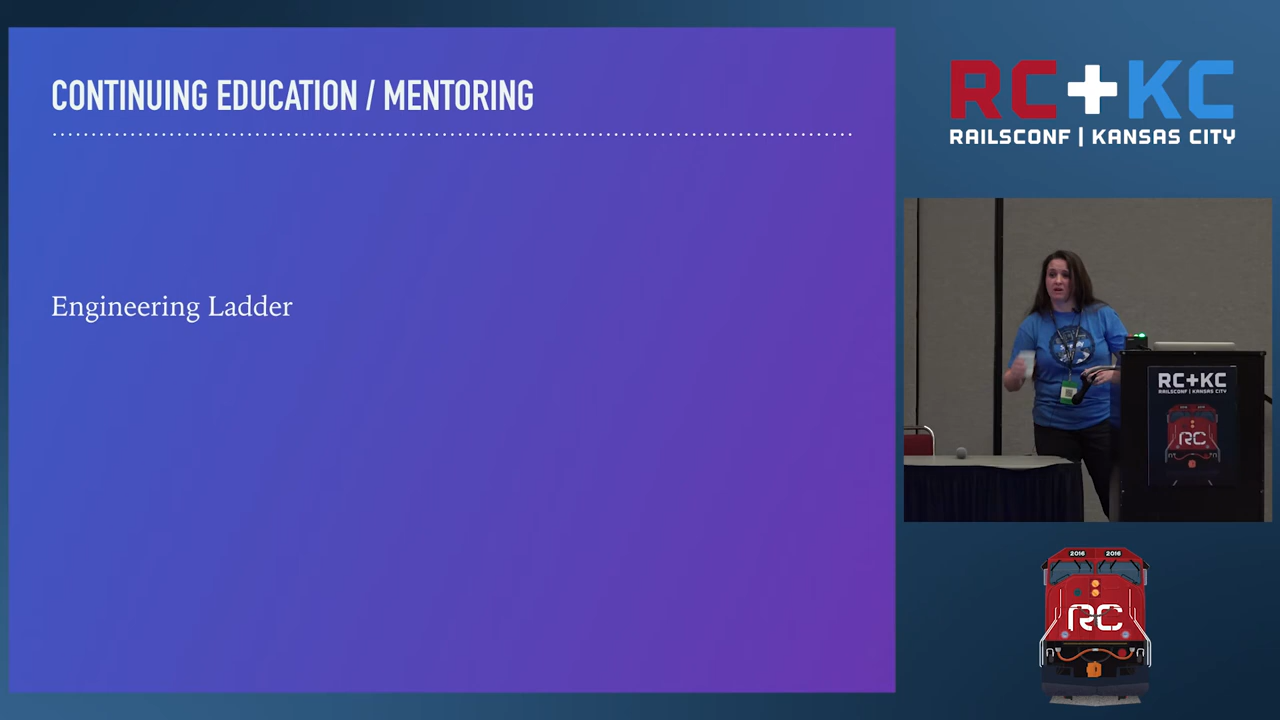 CONTINUING EDUCATION / MENTORING
Engineering Ladder
RC+KC
RAILSCONF | KANSAS CITY
RC+KC
RAILSCONF | KANSAS CITY
RC
2016 2016
RC